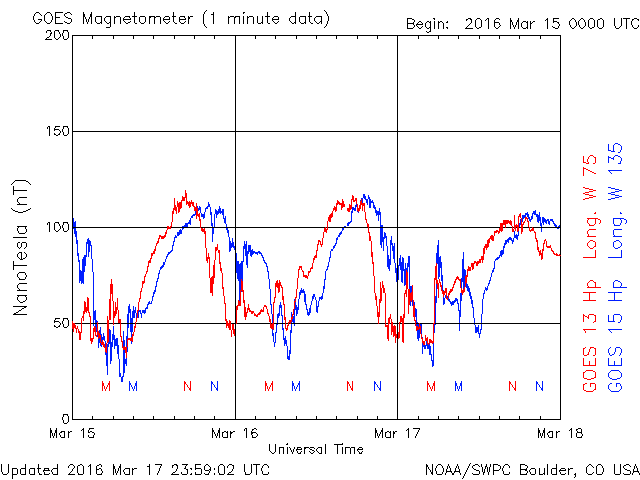 GOES Magnetometer (1 minute data)
Begin: 2016 Mar 15 0000 UTC
200
150
100
50
0
NanoTesla (nT)
M M N N M M N N M M N N
Mar 15 Mar 16 Mar 17 Mar 18
Universal Time
GOES 13 Hp Long. W 75
GOES 15 Hp Long. W 135
Updated 2016 Mar 17 23:59:02 UTC
NOAA/SWPC Boulder, CO USA